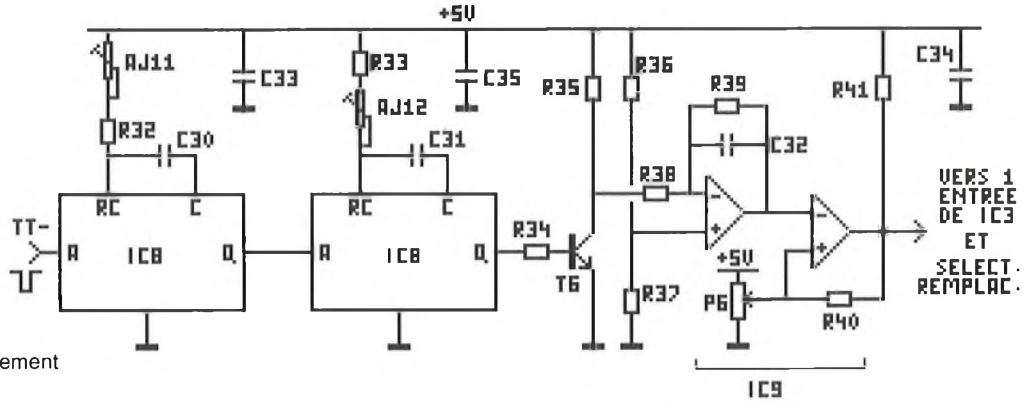 +5V
AJ11
C33
R33
C35
R35
R36
R39
R41
C34
AJ12
R32
C30
C31
C32
R38
VERS 1
ENTREE
DE IC3
ET
SELECT.
REMPLAC.
TT-
RC
C
RC
C
A
IC8
Q
A
IC8
Q
R34
T6
-
+
-
+
+5V
R37
P6
R40
ement
IC9